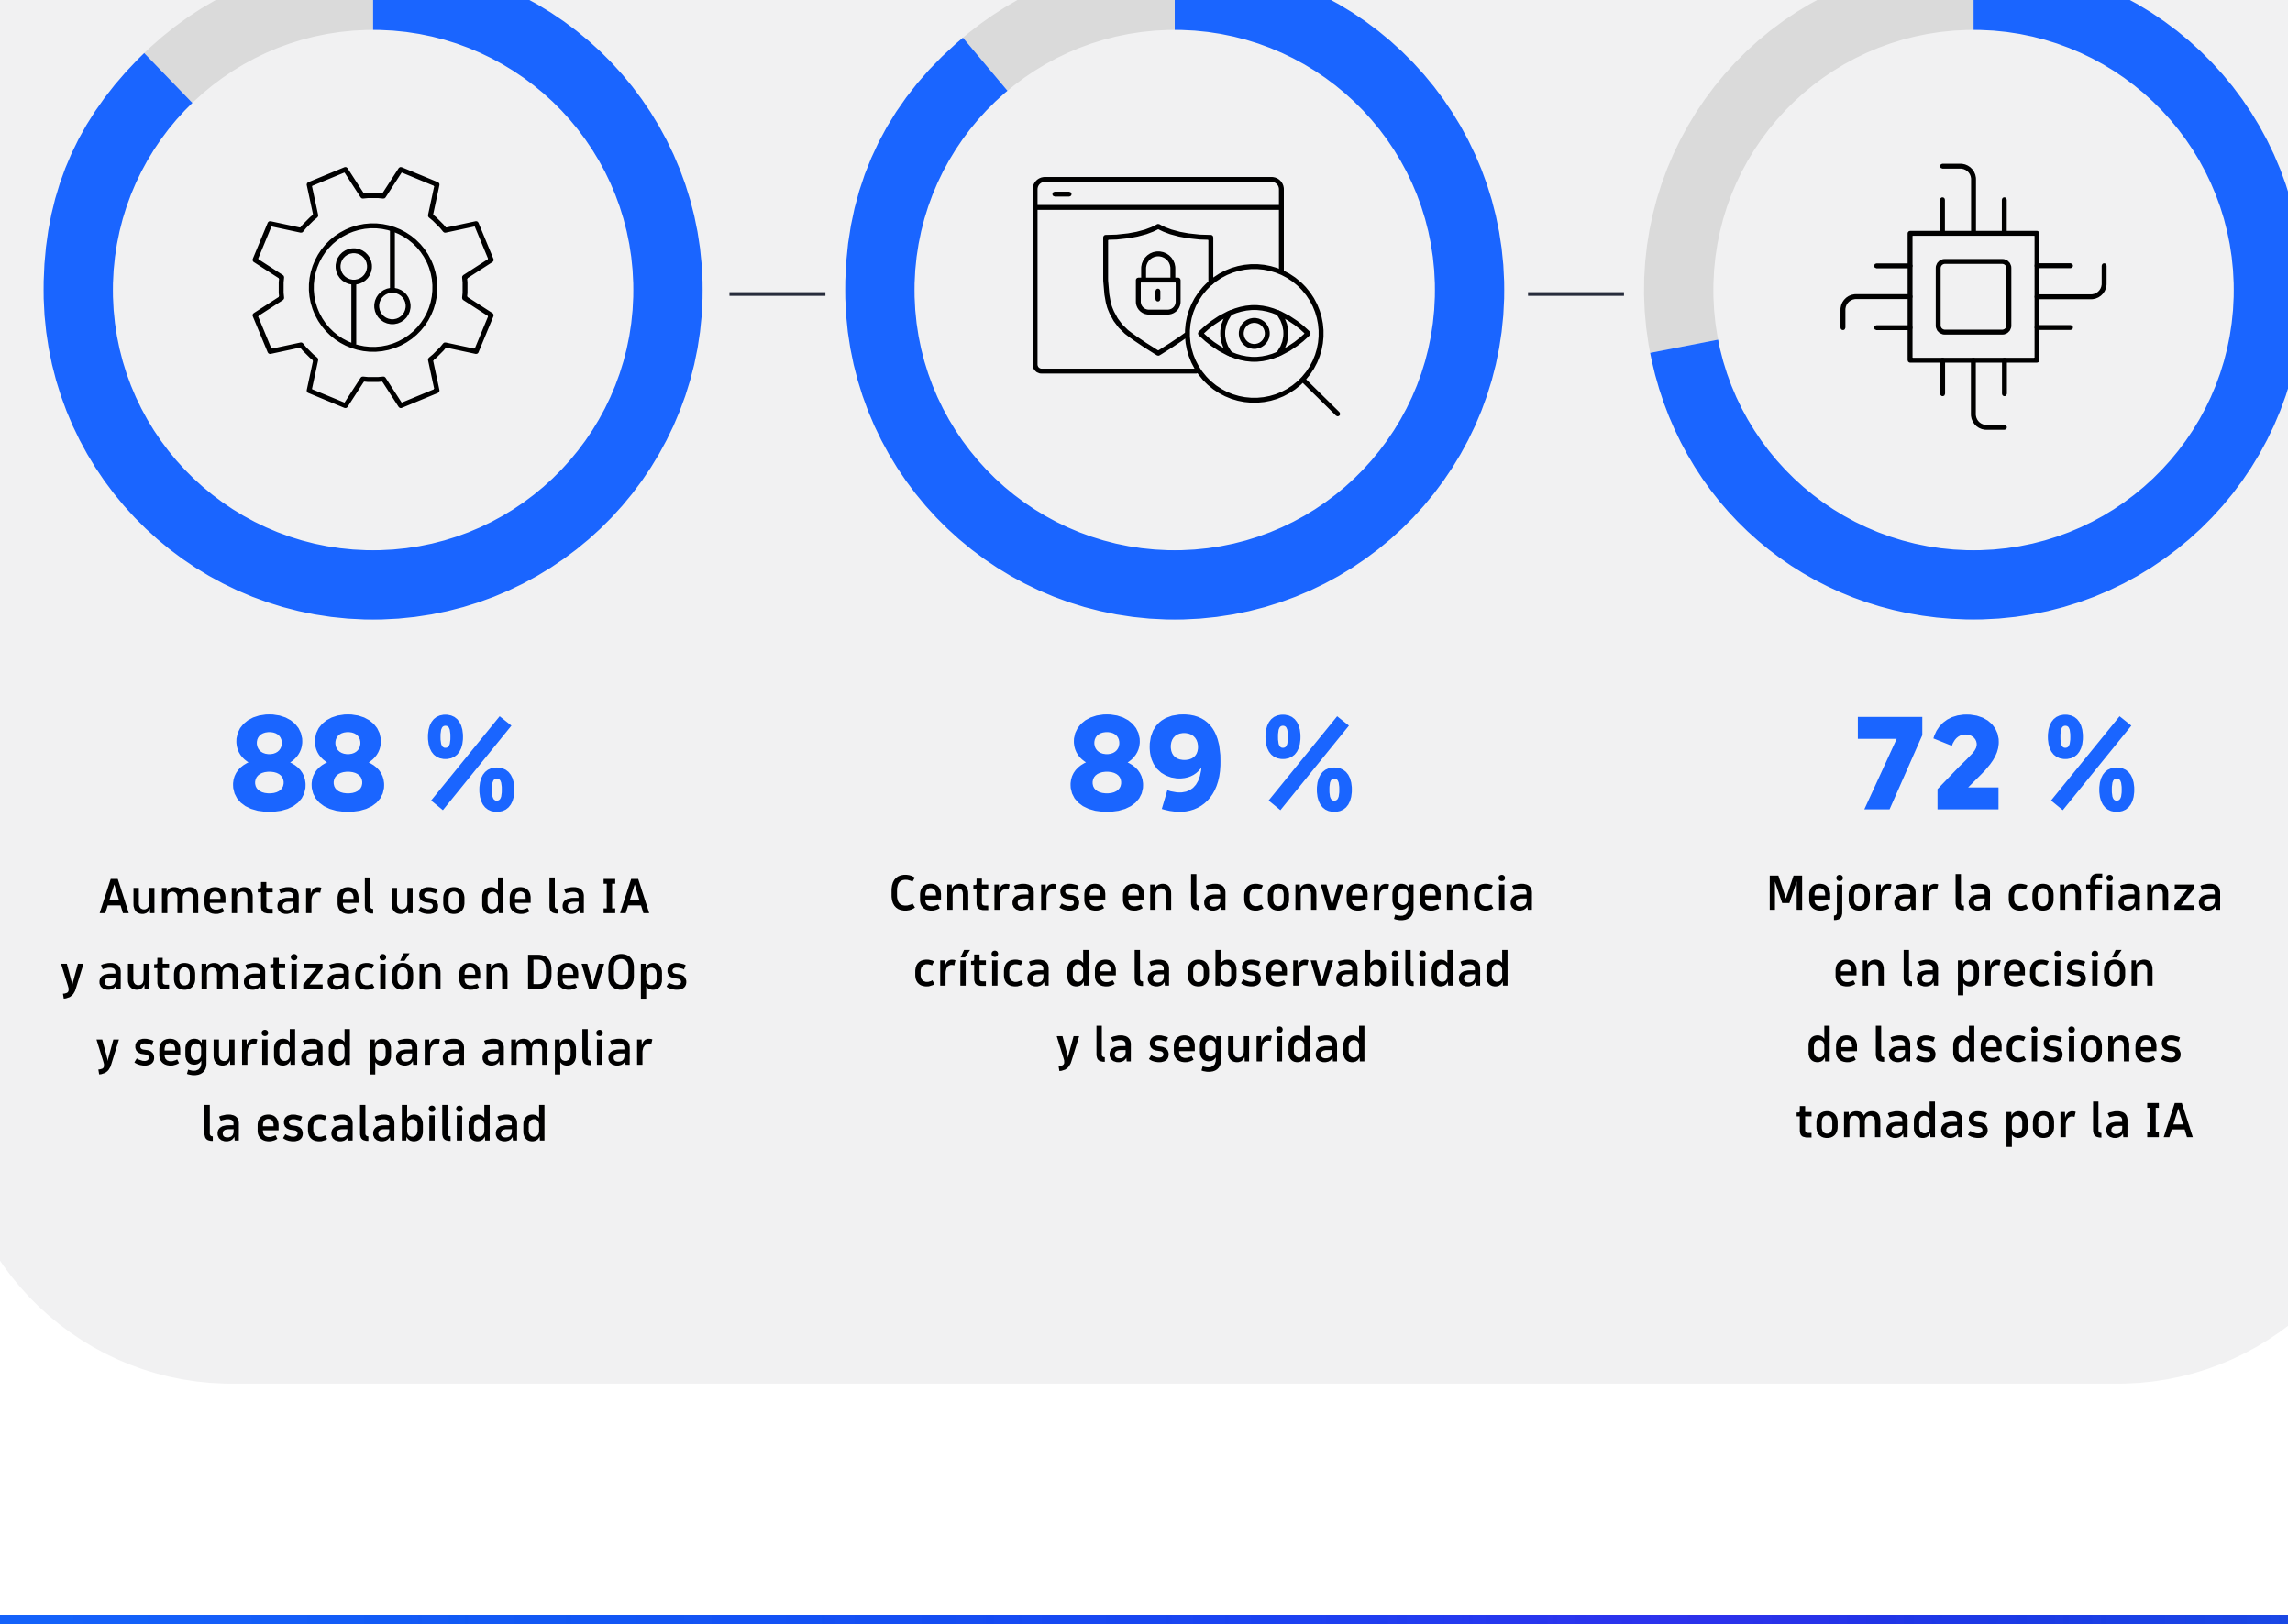 88 %
Aumentar el uso de la IA
y automatización en DevOps
y seguridad para ampliar
la escalabilidad
89 %
Centrarse en la convergencia
crítica de la observabilidad
y la seguridad
72 %
Mejorar la confianza
en la precisión
de las decisiones
tomadas por la IA